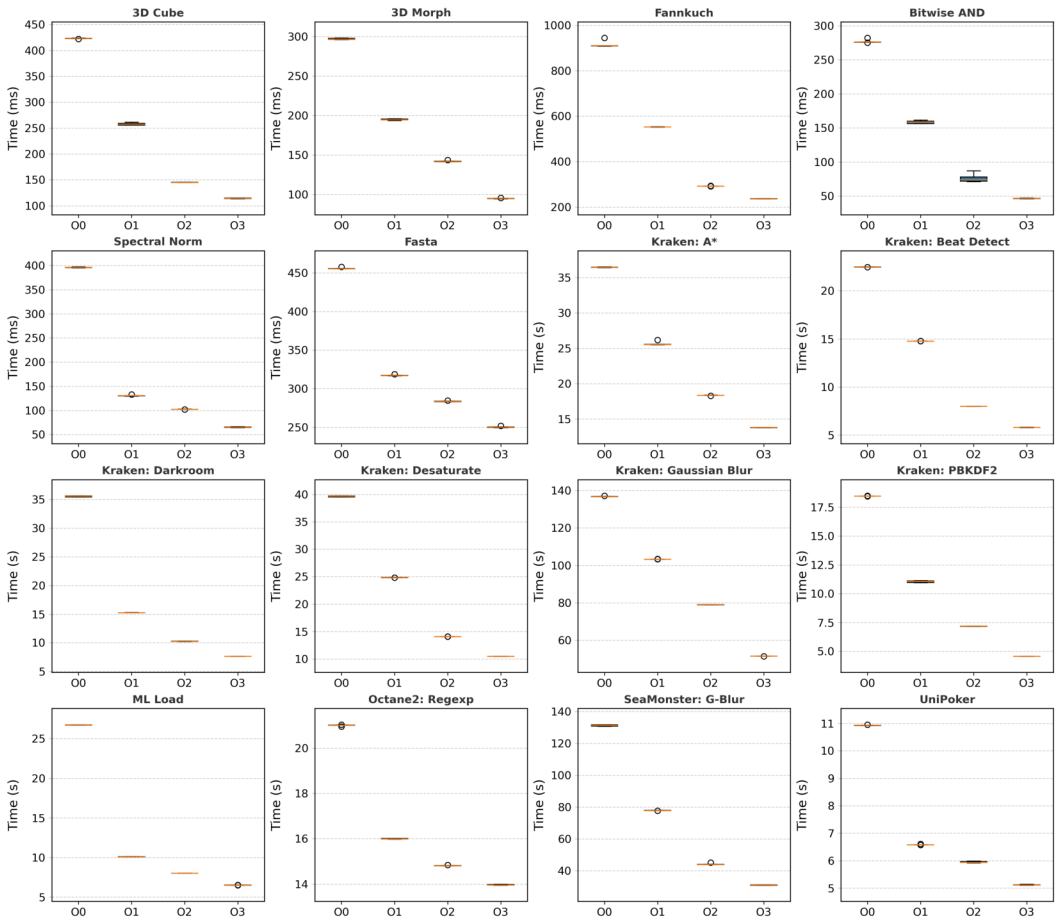 3D Cube
Time (ms)
450
400
350
300
250
200
150
100
O0 O1 O2 O3
3D Morph
Time (ms)
300
250
200
150
100
O0 O1 O2 O3
Fannkuch
Time (ms)
1000
800
600
400
200
O0 O1 O2 O3
Bitwise AND
Time (ms)
300
250
200
150
100
50
O0 O1 O2 O3
Spectral Norm
Time (ms)
400
350
300
250
200
150
100
50
O0 O1 O2 O3
Fasta
Time (ms)
450
400
350
300
250
O0 O1 O2 O3
Kraken: A*
Time (s)
35
30
25
20
15
O0 O1 O2 O3
Kraken: Beat Detect
Time (s)
20
15
10
5
O0 O1 O2 O3
Kraken: Darkroom
Time (s)
35
30
25
20
15
10
5
O0 O1 O2 O3
Kraken: Desaturate
Time (s)
40
35
30
25
20
15
10
O0 O1 O2 O3
Kraken: Gaussian Blur
Time (s)
140
120
100
80
60
O0 O1 O2 O3
Kraken: PBKDF2
Time (s)
17.5
15.0
12.5
10.0
7.5
5.0
O0 O1 O2 O3
ML Load
Time (s)
25
20
15
10
5
O0 O1 O2 O3
Octane2: Regexp
Time (s)
20
18
16
14
O0 O1 O2 O3
SeaMonster: G-Blur
Time (s)
140
120
100
80
60
40
O0 O1 O2 O3
UniPoker
Time (s)
11
10
9
8
7
6
5
O0 O1 O2 O3